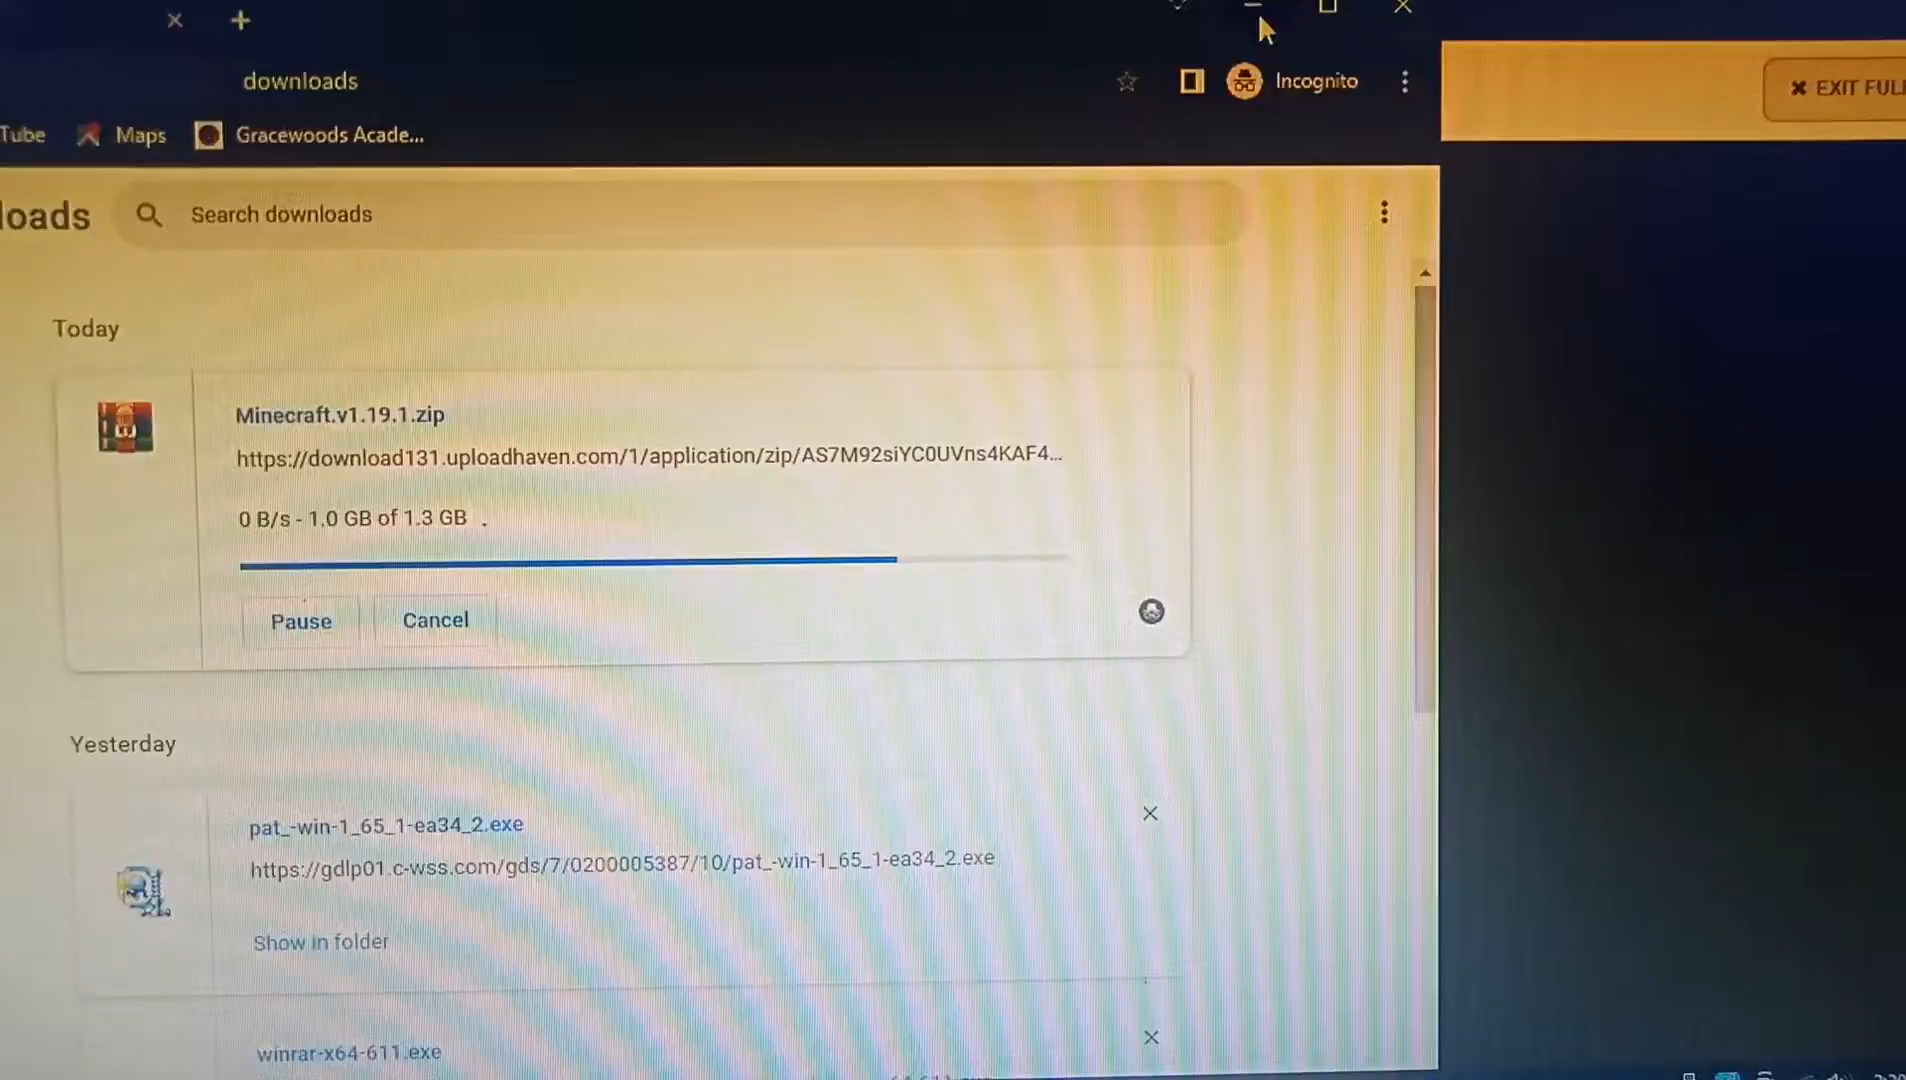 downloads
Incognito
EXIT FULL
Tube
Maps
Gracewoods Acade...
loads
Search downloads
Today
Minecraft.v1.19.1.zip
https://download131.uploadhaven.com/1/application/zip/AS7M92siYC0UVns4KAF4...
0 B/s - 1.0 GB of 1.3 GB
Pause
Cancel
Yesterday
pat_-win-1_65_1-ea34_2.exe
https://gdlp01.c-wss.com/gds/7/0200005387/10/pat_-win-1_65_1-ea34_2.exe
Show in folder
winrar-x64-611.exe